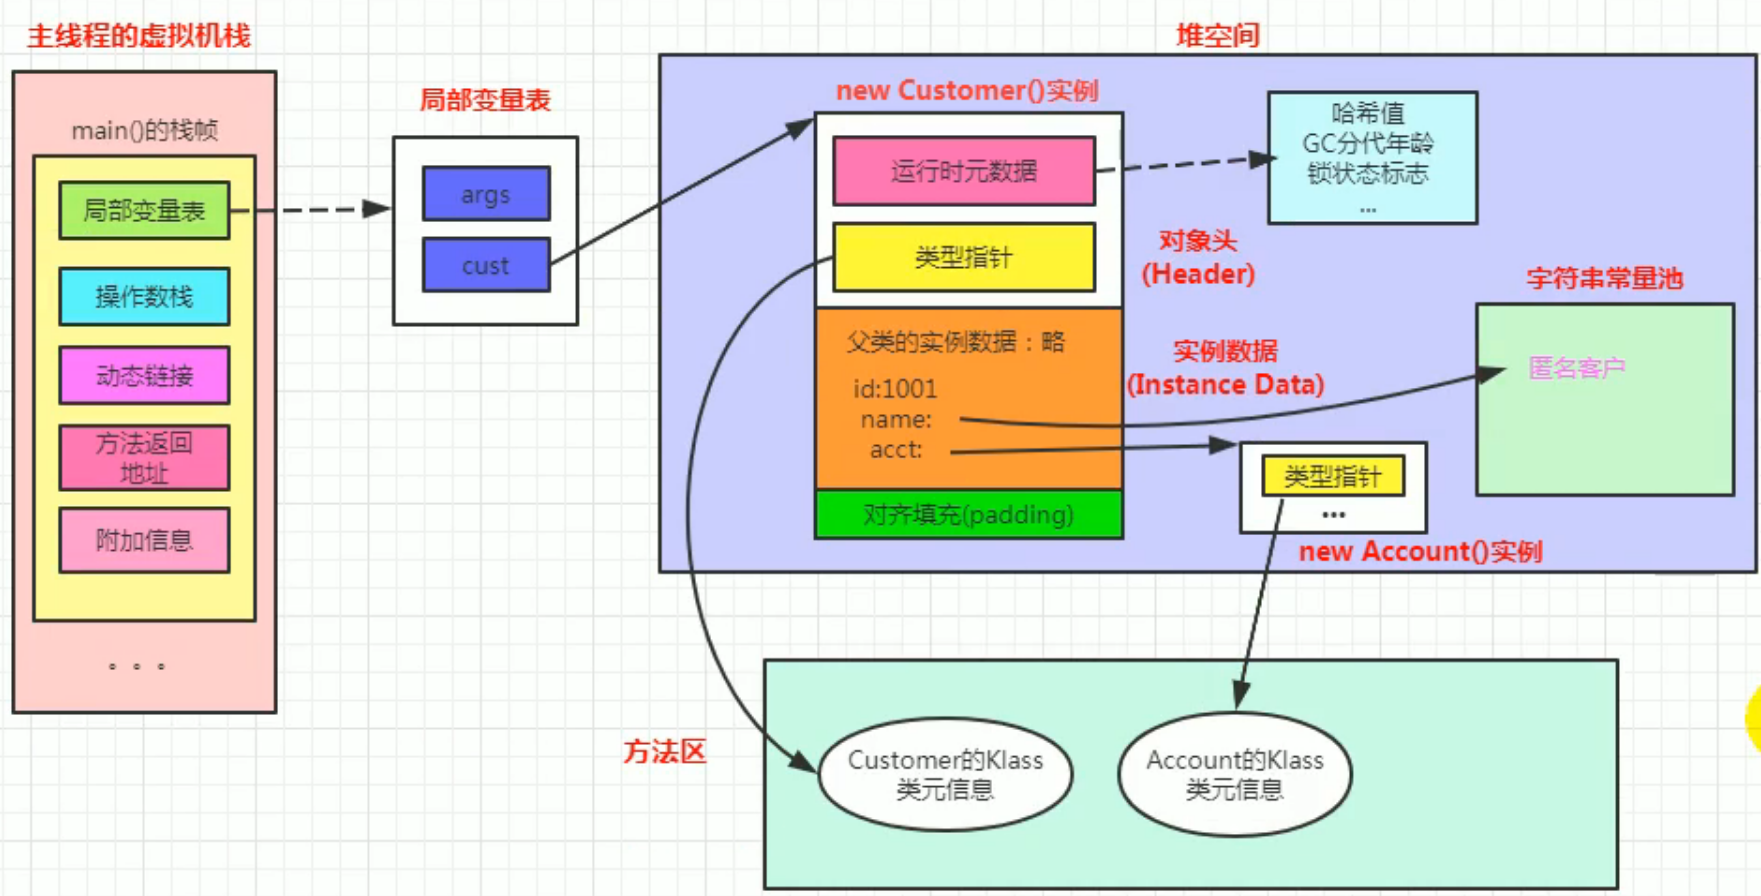 主线程的虚拟机栈
main()的栈帧
局部变量表
操作数栈
动态链接
方法返回
地址
附加信息
。。。
局部变量表
args
cust
堆空间
new Customer()实例
运行时元数据
类型指针
哈希值
GC分代年龄
锁状态标志
...
对象头
(Header)
父类的实例数据：略
id:1001
name:
acct:
对齐填充(padding)
实例数据
(Instance Data)
字符串常量池
匿名客户
类型指针
...
new Account()实例
方法区
Customer的Klass
类元信息
Account的Klass
类元信息